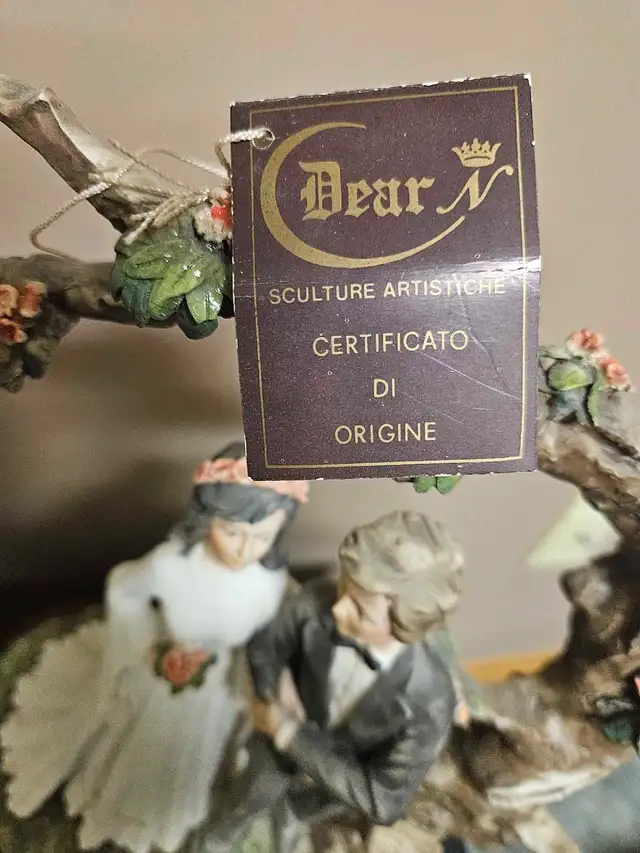 Dear N
SCULTURE ARTISTICHE
CERTIFICATO
DI
ORIGINE